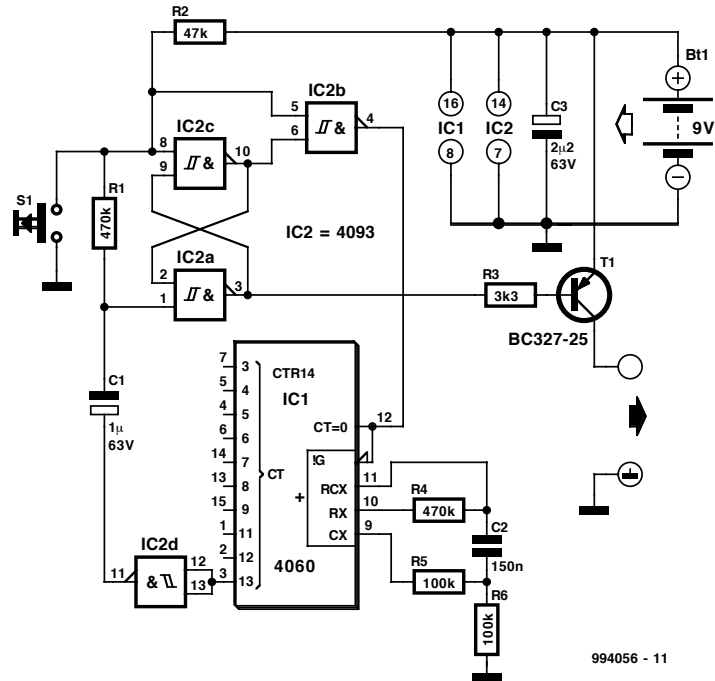 R2
47k
Bt1
IC2b
5
6
4
16
14
C3
IC2c
8
9
10
IC1
IC2
8
7
2µ2
63V
9V
S1
R1
470k
IC2 = 4093
IC2a
2
1
3
R3
3k3
T1
BC327-25
C1
1µ
63V
CTR14
IC1
7 3
5 4
4 5
6 6
14 7
13 8
15 9
1 11
2 12
3 13
CT
CT=0
12
!G
RCX
11
RX
10
CX
9
+
4060
R4
470k
C2
150n
R5
100k
R6
100k
IC2d
11
12
13
&
&
&
&
994056 - 11